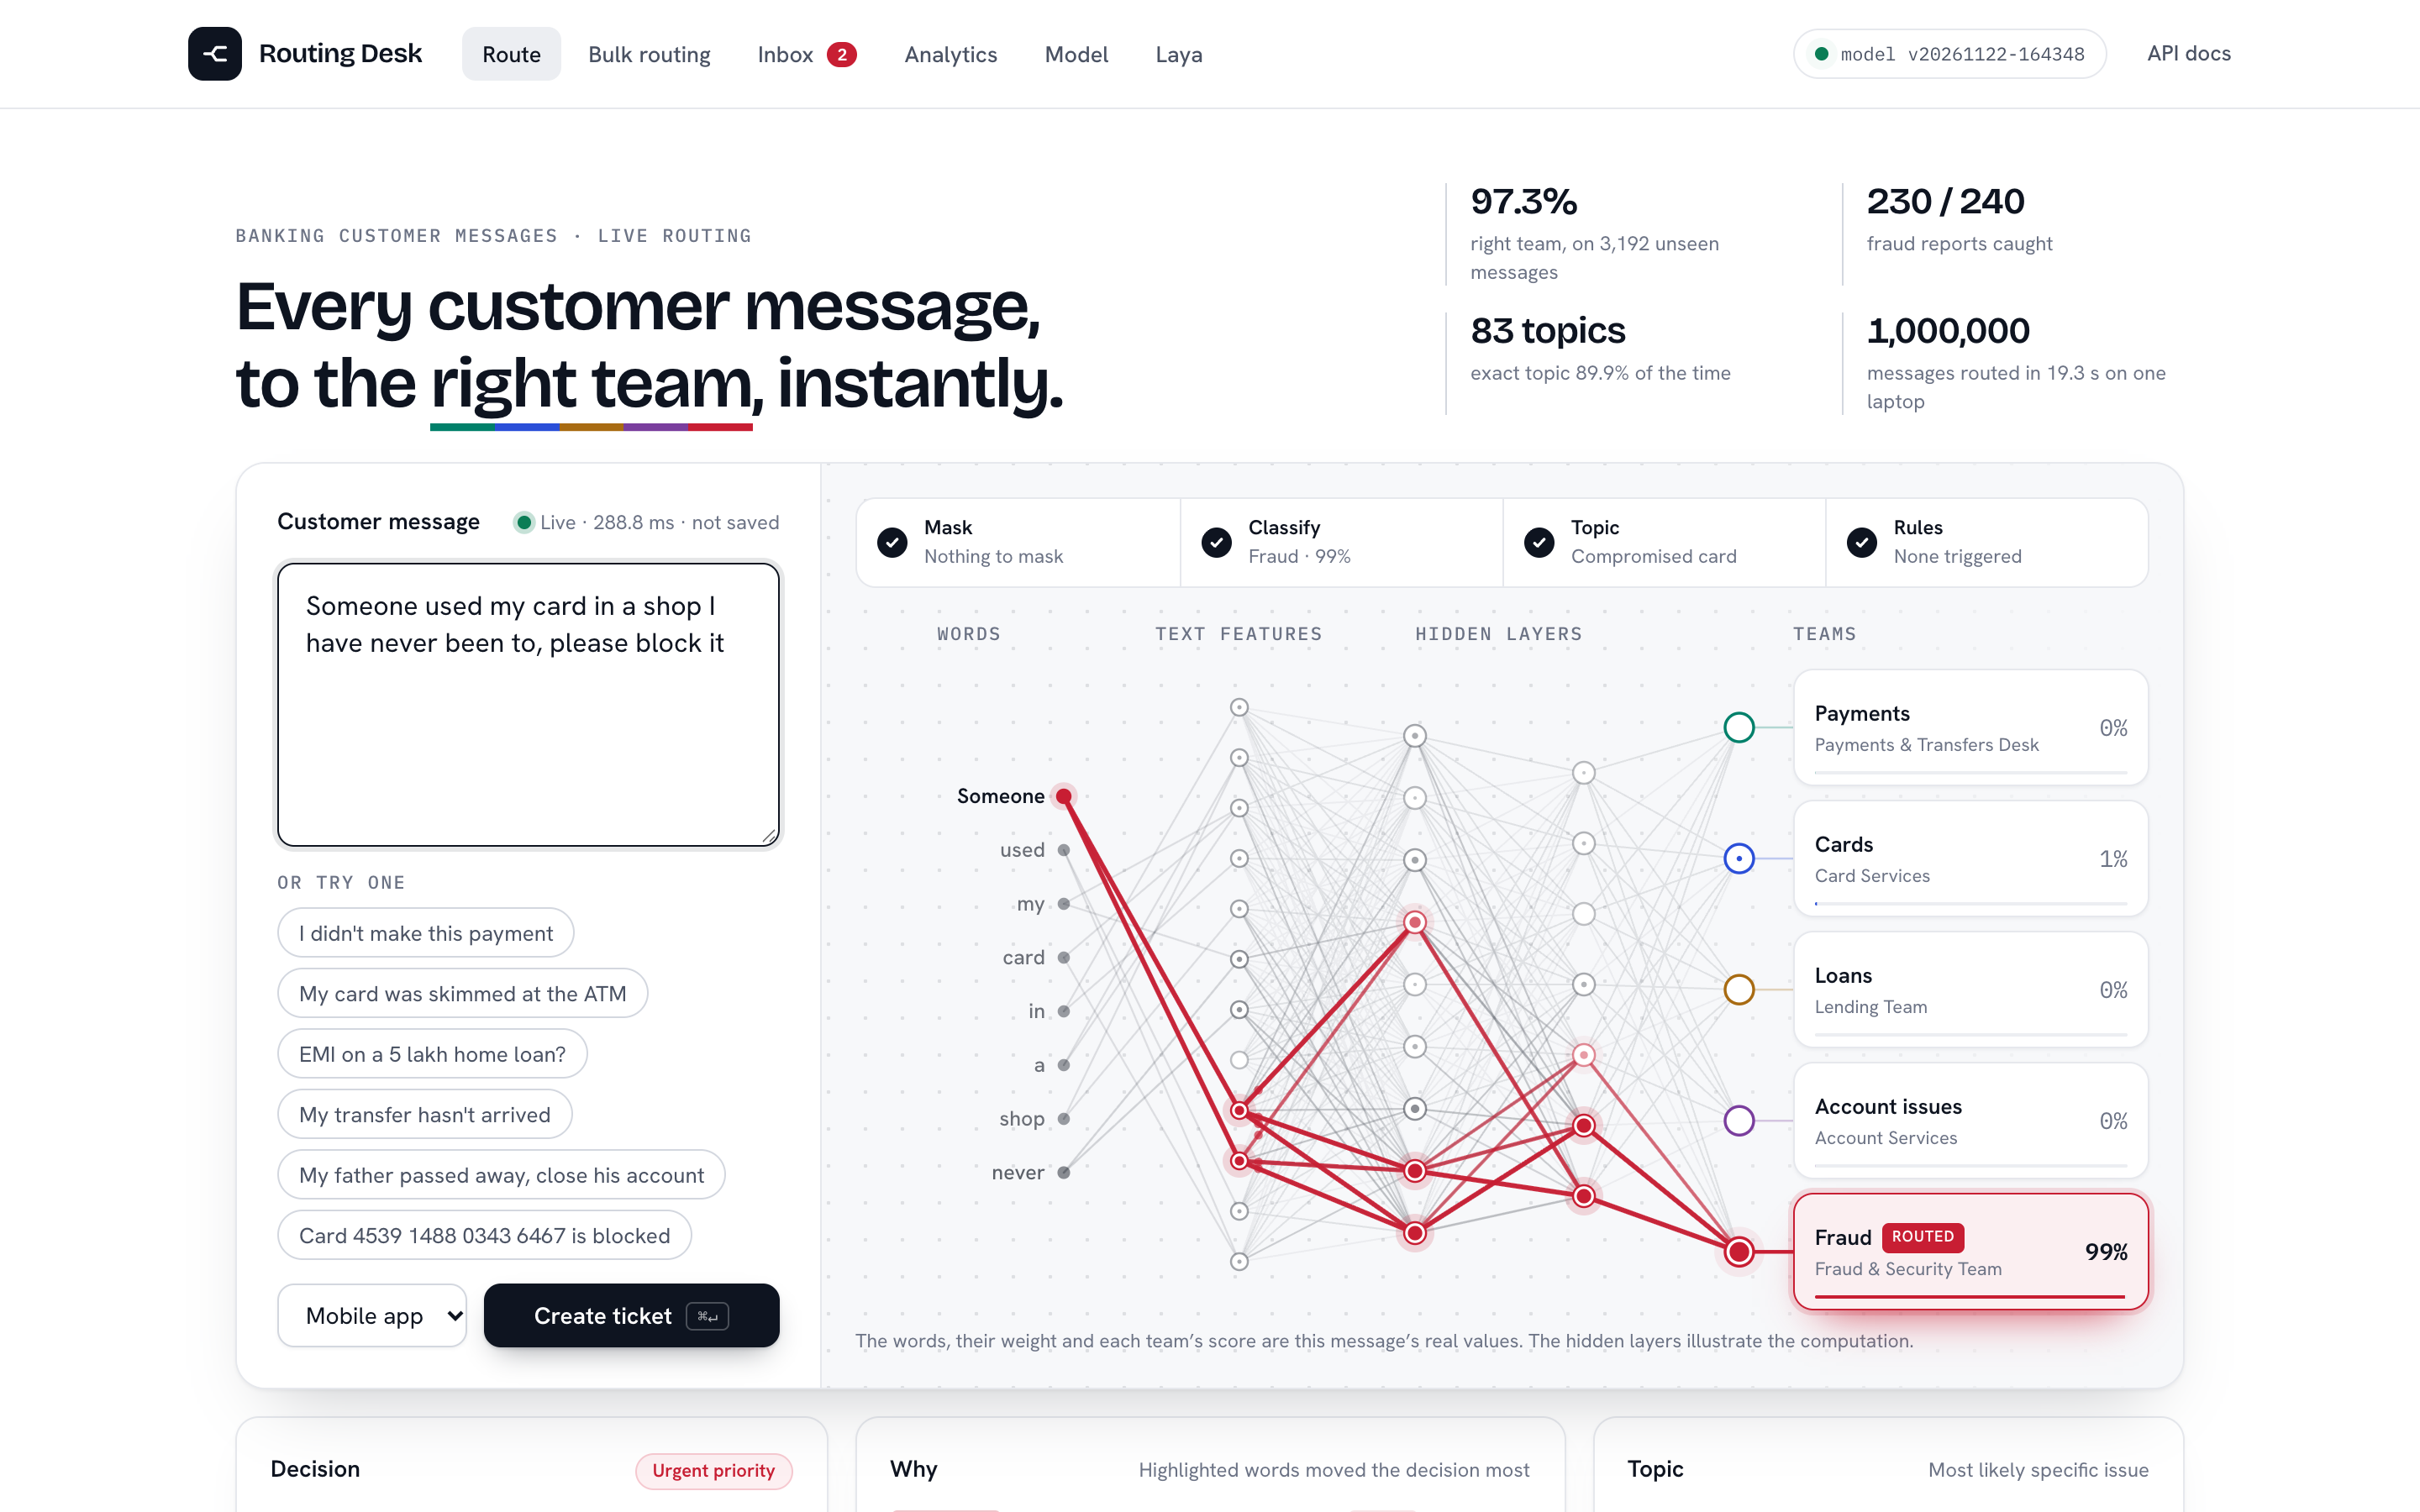 Routing Desk
Route
Bulk routing
Inbox 2
Analytics
Model
Laya
model v20261122-164348
API docs
BANKING CUSTOMER MESSAGES · LIVE ROUTING
Every customer message,
to the right team, instantly.
97.3%
right team, on 3,192 unseen
messages
230 / 240
fraud reports caught
83 topics
exact topic 89.9% of the time
1,000,000
messages routed in 19.3 s on one
laptop
Customer message
Live · 288.8 ms · not saved
Someone used my card in a shop I
have never been to, please block it
OR TRY ONE
I didn't make this payment
My card was skimmed at the ATM
EMI on a 5 lakh home loan?
My transfer hasn't arrived
My father passed away, close his account
Card 4539 1488 0343 6467 is blocked
Mobile app
Create ticket ⌘↵
Mask
Nothing to mask
Classify
Fraud · 99%
Topic
Compromised card
Rules
None triggered
WORDS
TEXT FEATURES
HIDDEN LAYERS
TEAMS
Someone
used
my
card
in
a
shop
never
Payments
Payments & Transfers Desk
0%
Cards
Card Services
1%
Loans
Lending Team
0%
Account issues
Account Services
0%
Fraud ROUTED
Fraud & Security Team
99%
The words, their weight and each team’s score are this message’s real values. The hidden layers illustrate the computation.
Decision
Urgent priority
Why
Highlighted words moved the decision most
Topic
Most likely specific issue